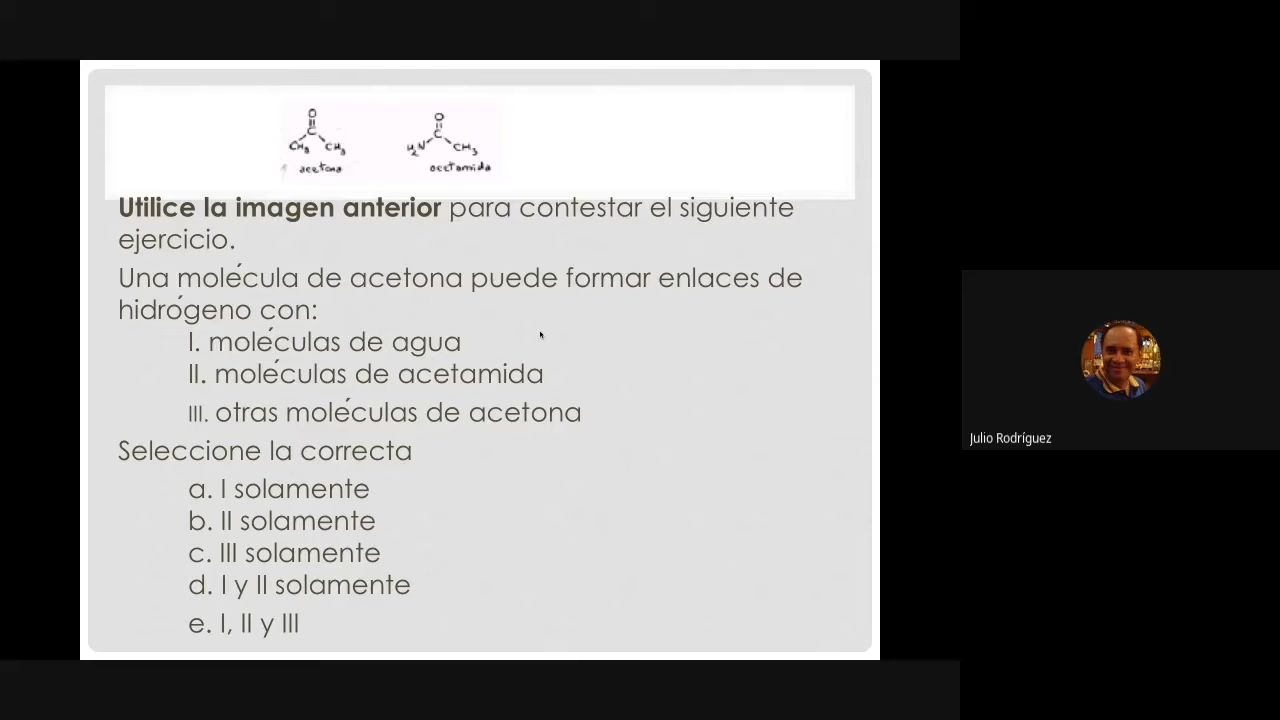 O
O
C
C
CH3 CH3
H2N CH3
acetona
acetamida
Utilice la imagen anterior para contestar el siguiente
ejercicio.
Una molécula de acetona puede formar enlaces de
hidrógeno con:
I. moléculas de agua
II. moléculas de acetamida
III. otras moléculas de acetona
Seleccione la correcta
a. I solamente
b. II solamente
c. III solamente
d. I y II solamente
e. I, II y III
Julio Rodríguez